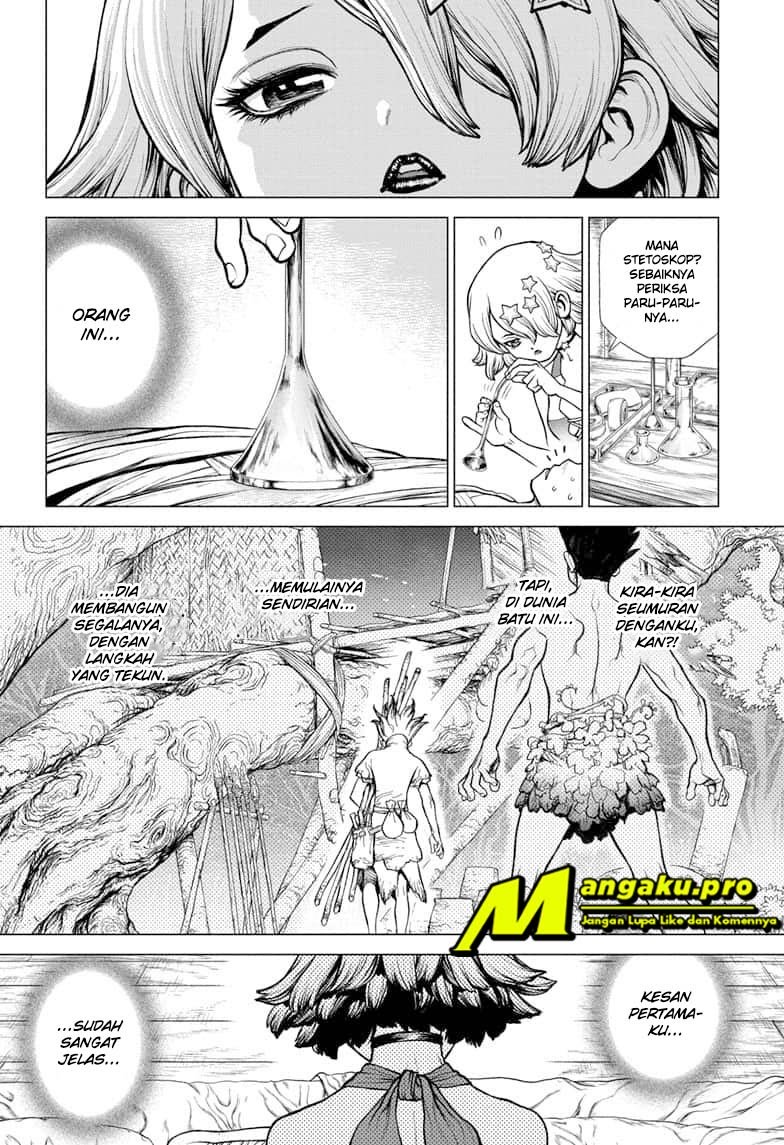 MANA
STETOSKOP?
SEBAIKNYA
PERIKSA
PARU-PARU-
NYA...
ORANG
INI...
KIRA-KIRA
SEUMURAN
DENGANKU,
KAN?!
TAPI,
DI DUNIA
BATU INI...
...MEMULAINYA
SENDIRIAN...
...DIA
MEMBANGUN
SEGALANYA,
DENGAN
LANGKAH
YANG TEKUN.
Mangaku.pro
Jangan Lupa Like dan Komennya
KESAN
PERTAMA-
KU...
...SUDAH
SANGAT
JELAS...